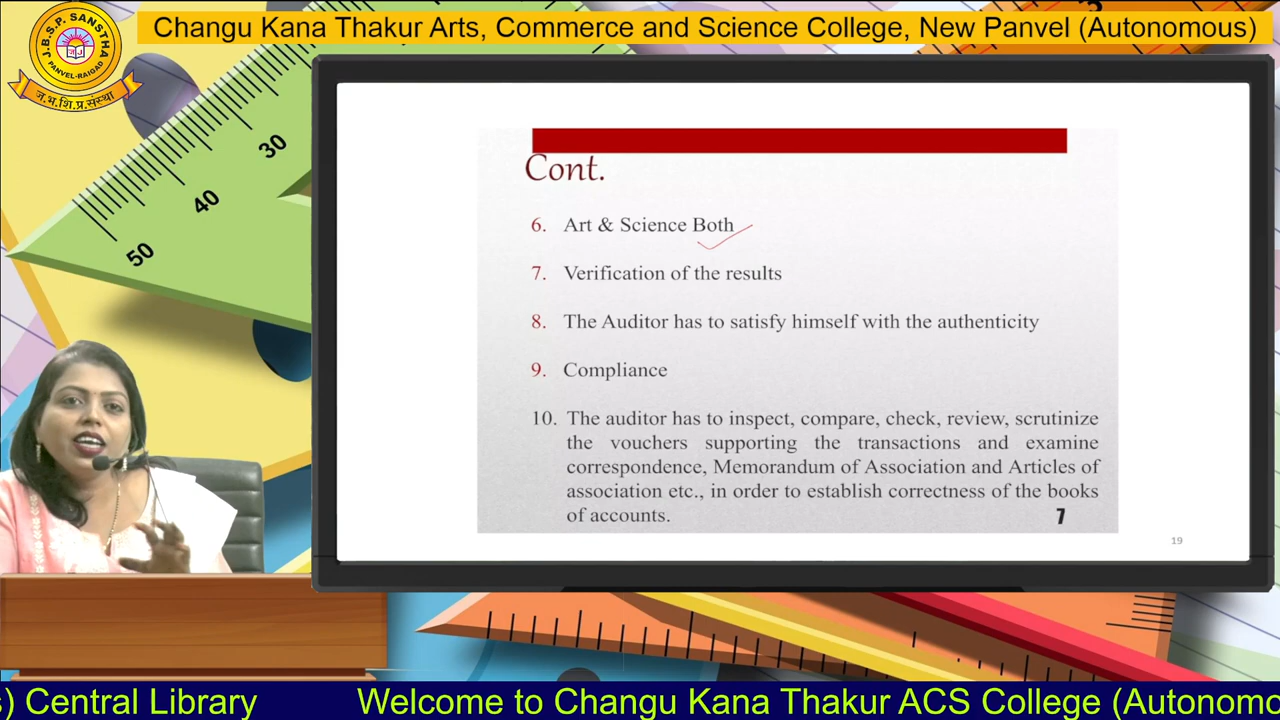 Changu Kana Thakur Arts, Commerce and Science College, New Panvel (Autonomous)
J.B.S.P. SANSTHA
PANVEL-RAIGAD
ज.भ.शि.प्र.संस्था
30
40
50
Cont.
6. Art & Science Both
7. Verification of the results
8. The Auditor has to satisfy himself with the authenticity
9. Compliance
10. The auditor has to inspect, compare, check, review, scrutinize
the vouchers supporting the transactions and examine
correspondence, Memorandum of Association and Articles of
association etc., in order to establish correctness of the books
of accounts.
7
19
s) Central Library Welcome to Changu Kana Thakur ACS College (Autonomo